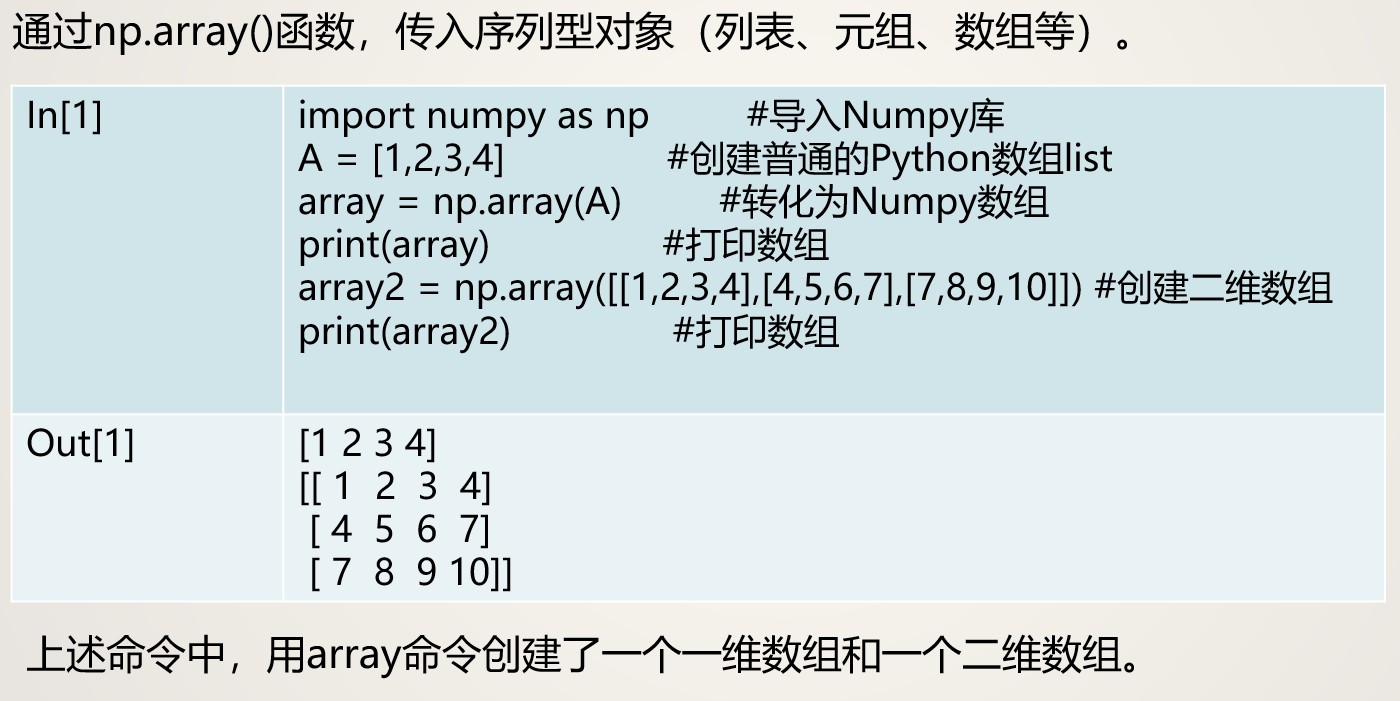 通过np.array()函数，传入序列型对象（列表、元组、数组等）。
In[1]
import numpy as np #导入Numpy库
A = [1,2,3,4] #创建普通的Python数组list
array = np.array(A) #转化为Numpy数组
print(array) #打印数组
array2 = np.array([[1,2,3,4],[4,5,6,7],[7,8,9,10]]) #创建二维数组
print(array2) #打印数组
Out[1]
[1 2 3 4]
[[ 1 2 3 4]
[ 4 5 6 7]
[ 7 8 9 10]]
上述命令中，用array命令创建了一个一维数组和一个二维数组。